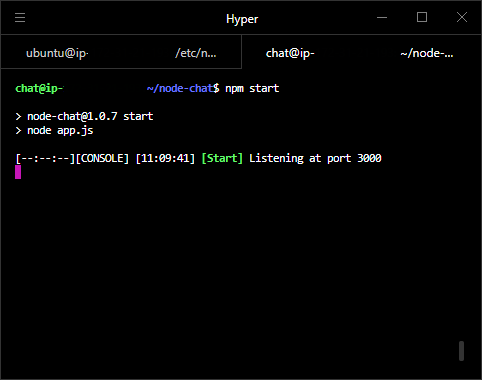 Hyper
ubuntu@ip- /etc/n...
chat@ip- ~/node-...
chat@ip- ~/node-chat$ npm start
> node-chat@1.0.7 start
> node app.js
[--:--:--][CONSOLE] [11:09:41] [Start] Listening at port 3000